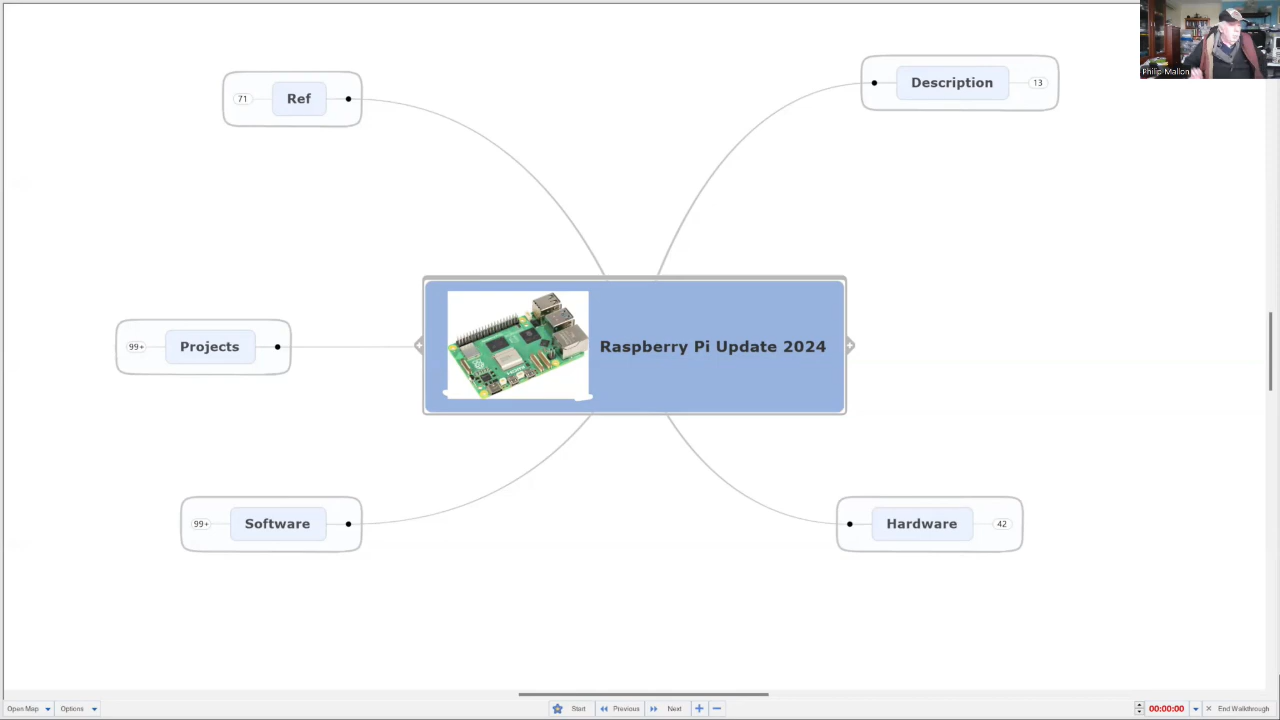 Philip Mallon
71 Ref
Description 13
99+ Projects
Raspberry Pi Update 2024
99+ Software
Hardware 42
Open Map Options Start Previous Next 00:00:00 End Walkthrough